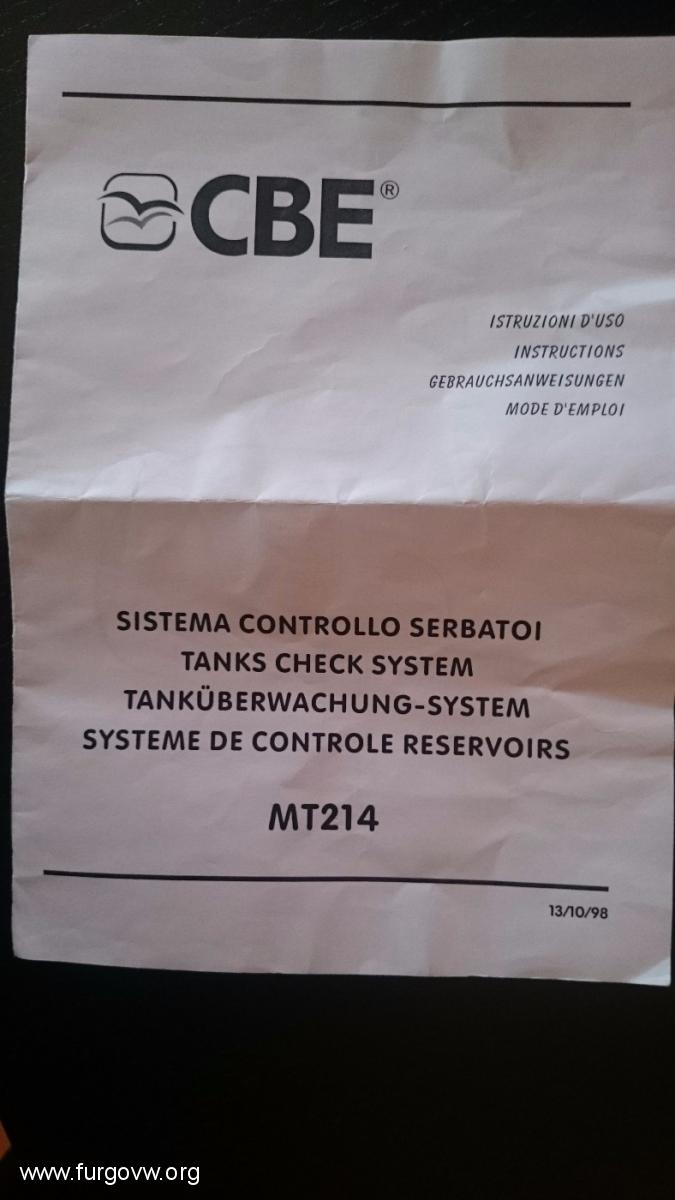 CBE®
ISTRUZIONI D'USO
INSTRUCTIONS
GEBRAUCHSANWEISUNGEN
MODE D'EMPLOI
SISTEMA CONTROLLO SERBATOI
TANKS CHECK SYSTEM
TANKÜBERWACHUNG-SYSTEM
SYSTEME DE CONTROLE RESERVOIRS
MT214
13/10/98
www.furgovw.org